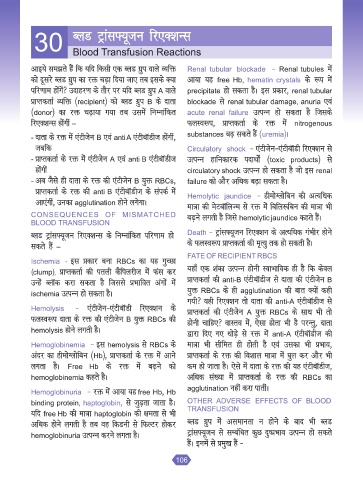 30
ब्लड ट्रांसफ्यूजन रिएक्शन्स
Blood Transfusion Reactions
आइये समझते हैं कि यदि किसी एक ब्लड ग्रुप वाले व्यक्ति
को दूसरे ब्लड ग्रुप का रक्त चढ़ा दिया जाए तब इसके क्या
परिणाम होंगें? उदाहरण के तौर पर यदि ब्लड ग्रुप A वाले
प्राप्तकर्ता व्यक्ति (recipient) को ब्लड ग्रुप B के दाता
(donor) का रक्त चढ़ाया गया तब उसमें निम्नांकित
रिएक्शन्स होंगी –
- दाता के रक्त में एंटीजेन B एवं anti A एंटीबॉडीज होंगीं,
जबकि
- प्राप्तकर्ता के रक्त में एंटीजेन A एवं anti B एंटीबॉडीज
होंगीं
- अब जैसे ही दाता के रक्त की एंटीजेन B युक्त RBCs,
प्राप्तकर्ता के रक्त की anti B एंटीबॉडीज के संपर्क में
आएंगी, उनका agglutination होने लगेगा।
CONSEQUENCES OF MISMATCHED
BLOOD TRANSFUSION
ब्लड ट्रांसफ्यूजन रिएक्शन्स के निम्नांकित परिणाम हो
सकते हैं –
Ischemia - इस प्रकार बना RBCs का यह गुच्छा
(clump), प्राप्तकर्ता की पतली कैपिलरीज में फंस कर
उन्हें ब्लॉक करा सकता है जिससे प्रभावित अंगों में
ischemia उत्पन्न हो सकता है।
Hemolysis - एंटीजेन-एंटीबॉडी रिएक्शन के
फलस्वरूप दाता के रक्त की एंटीजेन B युक्त RBCs की
hemolysis होने लगती है।
Hemoglobinemia - इस hemolysis से RBCs के
अंदर का हीमोग्लोबिन (Hb), प्राप्तकर्ता के रक्त में आने
लगता है। Free Hb के रक्त में बढ़ने को
hemoglobinemia कहते हैं।
Hemoglobinuria - रक्त में आया यह free Hb, Hb
binding protein, haptoglobin, से जुड़ता जाता है।
यदि free Hb की मात्रा haptoglobin की क्षमता से भी
अधिक होने लगती है तब वह किडनी से फिल्टर होकर
hemoglobinuria उत्पन्न करने लगता है।
Renal tubular blockade - Renal tubules में
आया यह free Hb, hematin crystals के रूप में
precipitate हो सकता है। इस प्रकार, renal tubular
blockade से renal tubular damage, anuria एवं
acute renal failure उत्पन्न हो सकता है जिसके
फलस्वरूप, प्राप्तकर्ता के रक्त में nitrogenous
substances बढ़ सकते हैं (uremia)।
Circulatory shock - एंटीजेन-एंटीबॉडी रिएक्शन से
उत्पन्न हानिकारक पदार्थों (toxic products) से
circulatory shock उत्पन्न हो सकता है जो इस renal
failure को और अधिक बढ़ा सकता है।
Hemolytic jaundice - हीमोग्लोबिन की अत्यधिक
मात्रा की मेटाबॉलिज्म से रक्त में बिलिरूबिन की मात्रा भी
बढ़ने लगती है जिसे hemolytic jaundice कहते हैं।
Death - ट्रांसफ्यूजन रिएक्शन के अत्यधिक गंभीर होने
के फलस्वरूप प्राप्तकर्ता की मृत्यु तक हो सकती है।
FATE OF RECIPIENT RBCS
यहाँ एक शंका उत्पन्न होनी स्वाभाविक ही है कि केवल
प्राप्तकर्ता की anti-B एंटीबॉडीज से दाता की एंटीजेन B
युक्त RBCs के ही agglutination की बात क्यों कही
गयी? यही रिएक्शन तो दाता की anti-A एंटीबॉडीज से
प्राप्तकर्ता की एंटीजेन A युक्त RBCs के साथ भी तो
होनी चाहिए? वास्तव में, ऐसा होता भी है परन्तु, दाता
द्वारा दिए गए थोड़े से रक्त में anti-A एंटीबॉडीज की
मात्रा भी सीमित ही होती है एवं उसका भी प्रभाव,
प्राप्तकर्ता के रक्त की विशाल मात्रा में घुल कर और भी
कम हो जाता है। ऐसे में दाता के रक्त की यह एंटीबॉडीज,
अधिक संख्या में प्राप्तकर्ता के रक्त की RBCs का
agglutination नहीं करा पातीं।
OTHER ADVERSE EFFECTS OF BLOOD
TRANSFUSION
ब्लड ग्रुप में असमानता न होने के बाद भी ब्लड
ट्रांसफ्यूजन से सम्बंधित कुछ दुष्प्रभाव उत्पन्न हो सकते
हैं। इनमें से प्रमुख हैं -
106